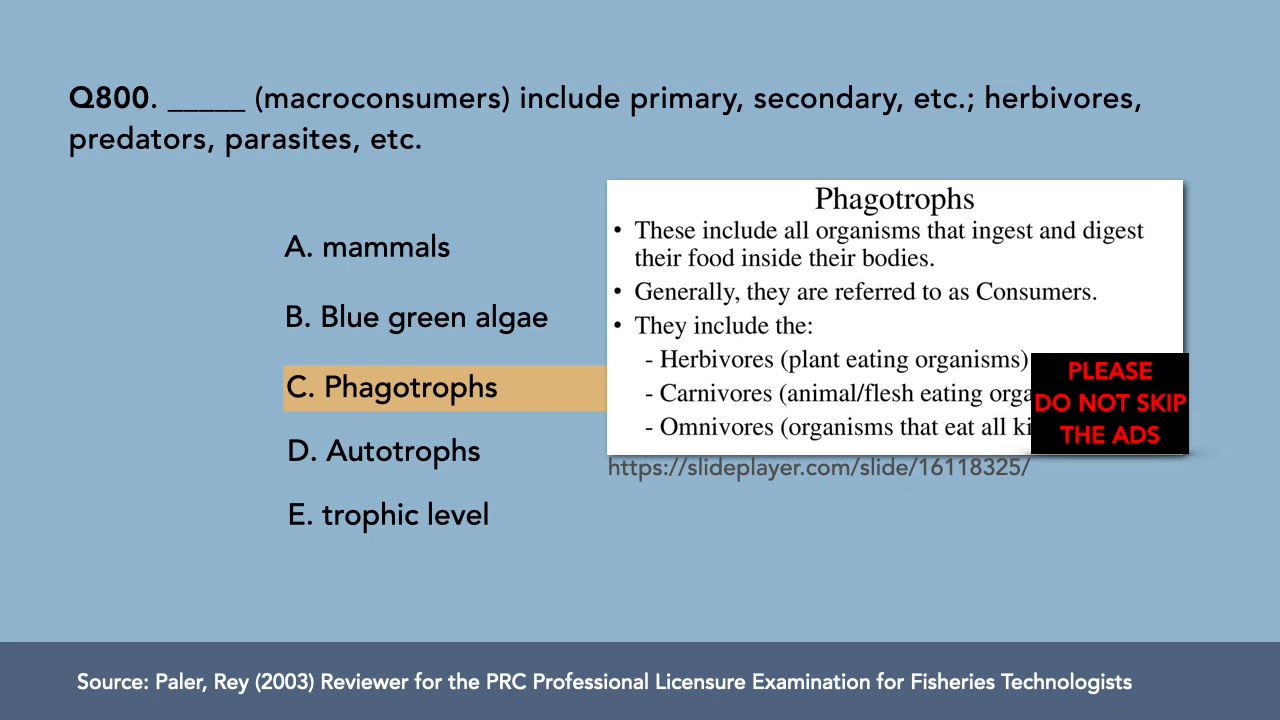 Q800. _____ (macroconsumers) include primary, secondary, etc.; herbivores,
predators, parasites, etc.
A. mammals
B. Blue green algae
C. Phagotrophs
D. Autotrophs
E. trophic level
Phagotrophs
• These include all organisms that ingest and digest
their food inside their bodies.
• Generally, they are referred to as Consumers.
• They include the:
- Herbivores (plant eating organisms)
- Carnivores (animal/flesh eating
- Omnivores (organisms that eat all
PLEASE
DO NOT SKIP
THE ADS
https://slideplayer.com/slide/16118325/
Source: Paler, Rey (2003) Reviewer for the PRC Professional Licensure Examination for Fisheries Technologists